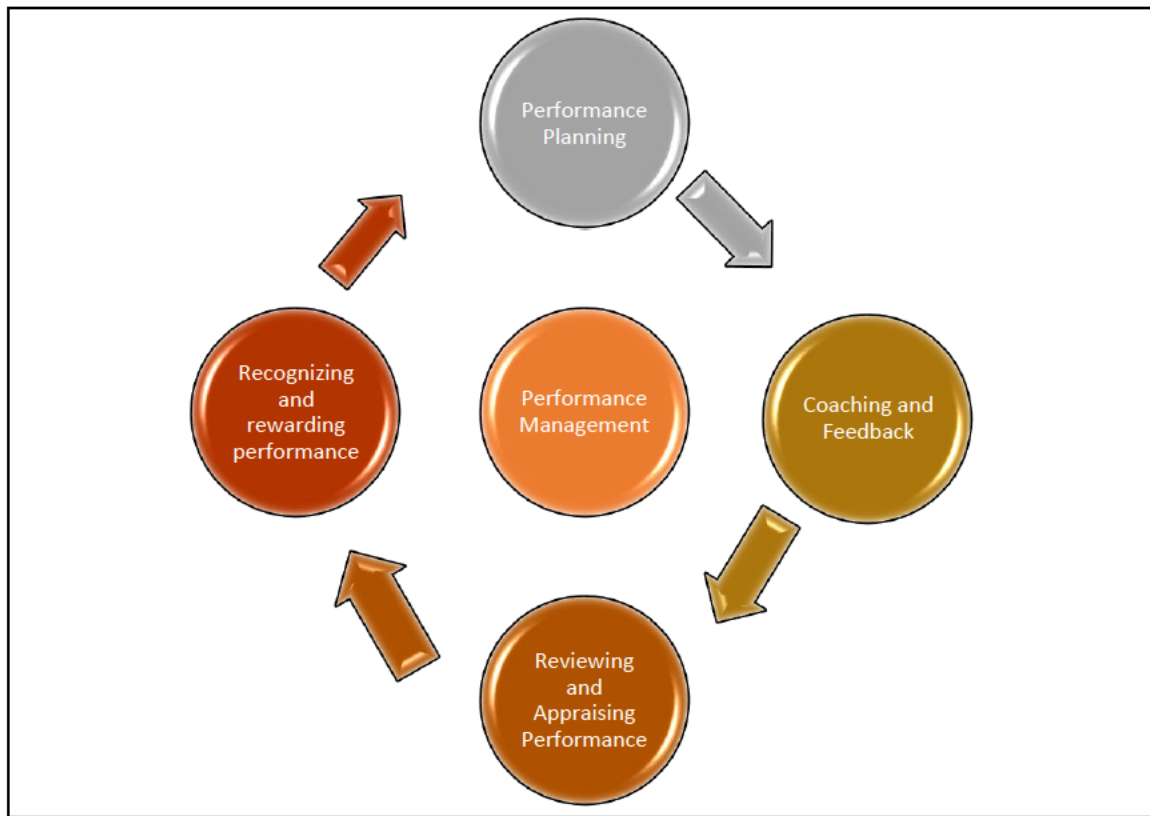 Performance
Planning
Recognizing
and
rewarding
performance
Performance
Management
Coaching and
Feedback
Reviewing
and
Appraising
Performance